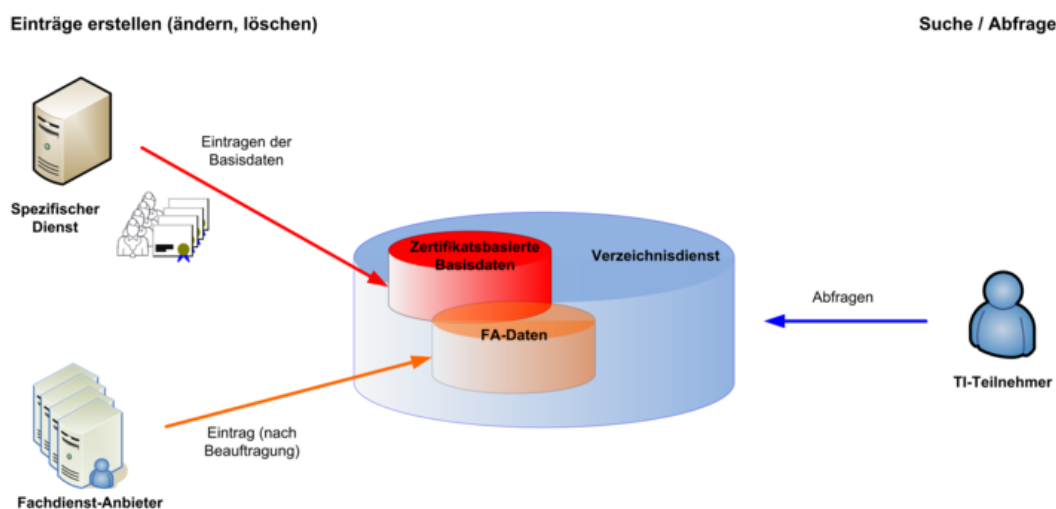 Einträge erstellen (ändern, löschen)
Suche / Abfrage
Eintragen der
Basisdaten
Spezifischer
Dienst
Zertifikatsbasierte
Basisdaten
Verzeichnisdienst
Abfragen
FA-Daten
TI-Teilnehmer
Eintrag (nach
Beauftragung)
Fachdienst-Anbieter